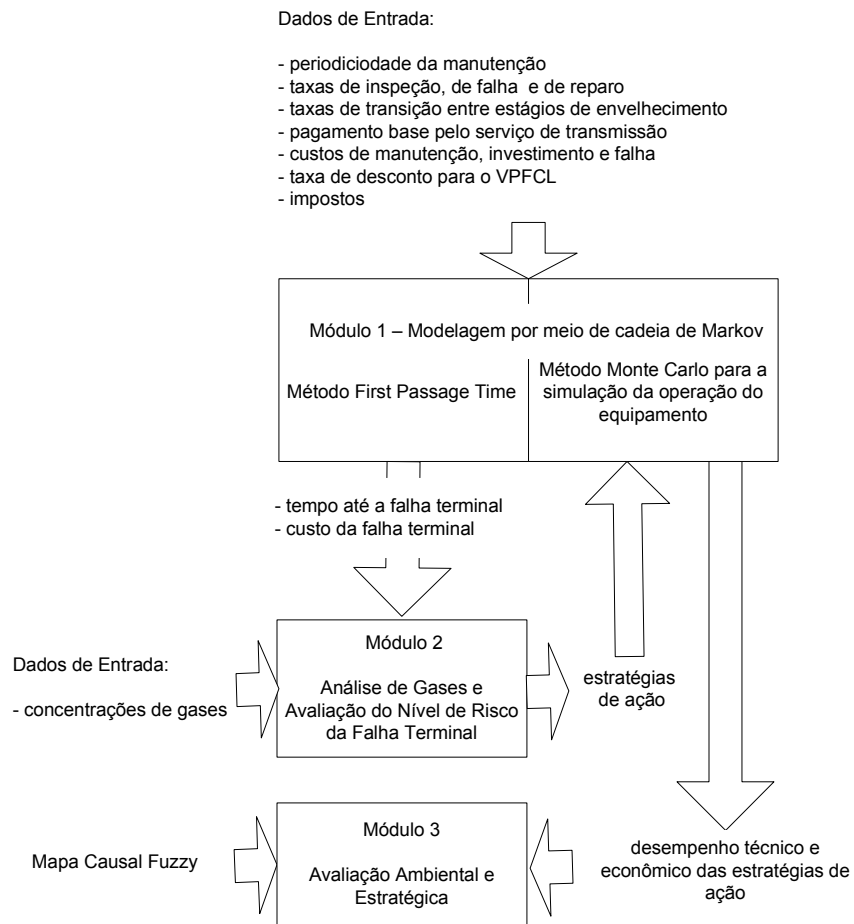 Dados de Entrada:
- periodiciodade da manutenção
- taxas de inspeção, de falha e de reparo
- taxas de transição entre estágios de envelhecimento
- pagamento base pelo serviço de transmissão
- custos de manutenção, investimento e falha
- taxa de desconto para o VPFCL
- impostos
Módulo 1 – Modelagem por meio de cadeia de Markov
Método First Passage Time
Método Monte Carlo para a
simulação da operação do
equipamento
- tempo até a falha terminal
- custo da falha terminal
Dados de Entrada:
- concentrações de gases
Módulo 2
Análise de Gases e
Avaliação do Nível de Risco
da Falha Terminal
estratégias
de ação
Mapa Causal Fuzzy
Módulo 3
Avaliação Ambiental e
Estratégica
desempenho técnico e
econômico das estratégias de
ação